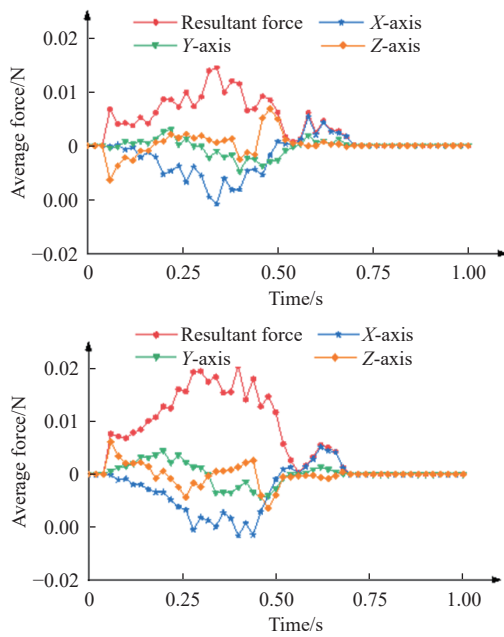 Resultant force X-axis
Y-axis Z-axis
Average force/N
0.02
0.01
0
0.00
−0.02
0 0.25 0.50 0.75 1.00
Time/s
Resultant force X-axis
Y-axis Z-axis
Average force/N
0.02
0.01
0
0.00
−0.02
0 0.25 0.50 0.75 1.00
Time/s